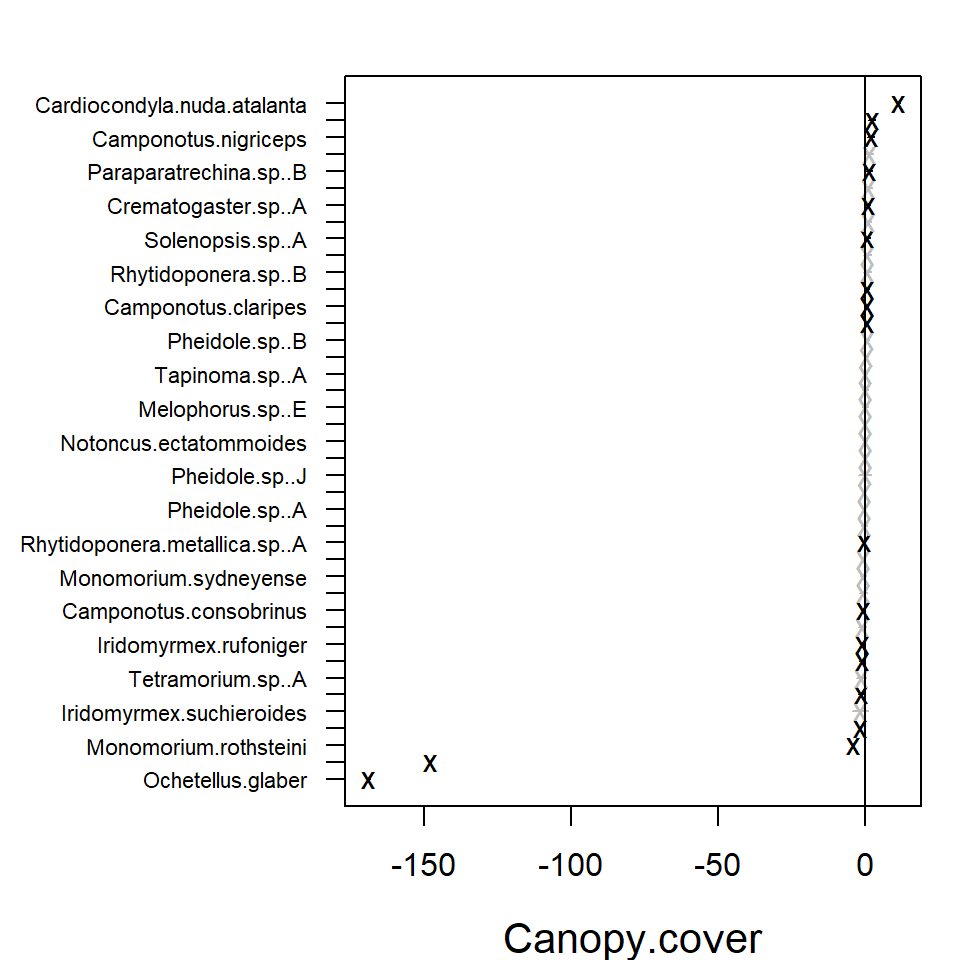 Cardiocondyla.nuda.atalanta
Camponotus.nigriceps
Paraparatrechina.sp..B
Crematogaster.sp..A
Solenopsis.sp..A
Rhytidoponera.sp..B
Camponotus.claripes
Pheidole.sp..B
Tapinoma.sp..A
Melophorus.sp..E
Notoncus.ectatommoides
Pheidole.sp..J
Pheidole.sp..A
Rhytidoponera.metallica.sp..A
Monomorium.sydneyense
Camponotus.consobrinus
Iridomyrmex.rufoniger
Tetramorium.sp..A
Iridomyrmex.suchieroides
Monomorium.rothsteini
Ochetellus.glaber
-150 -100 -50 0
Canopy.cover